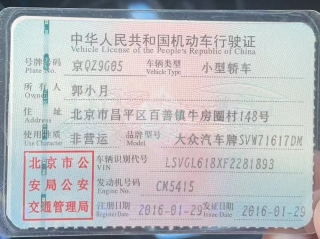 中华人民共和国机动车行驶证
Vehicle License of the People's Republic of China
号牌号码 京QZ9G05 车辆类型 小型轿车
Plate No. Vehicle Type
所有人 郭小月
Owner
住址 北京市昌平区百善镇牛房圈村148号
Address
使用性质 非营运 品牌型号 大众汽车牌SVW71617DM
Use Character Model
北京市公 车辆识别代号 LSVGL618XF2281893
VIN
安局公安 发动机号码 CM5415
Engine No.
交通管理局 注册日期 2016-01-29 发证日期 2016-01-29
Register Date Issue Date